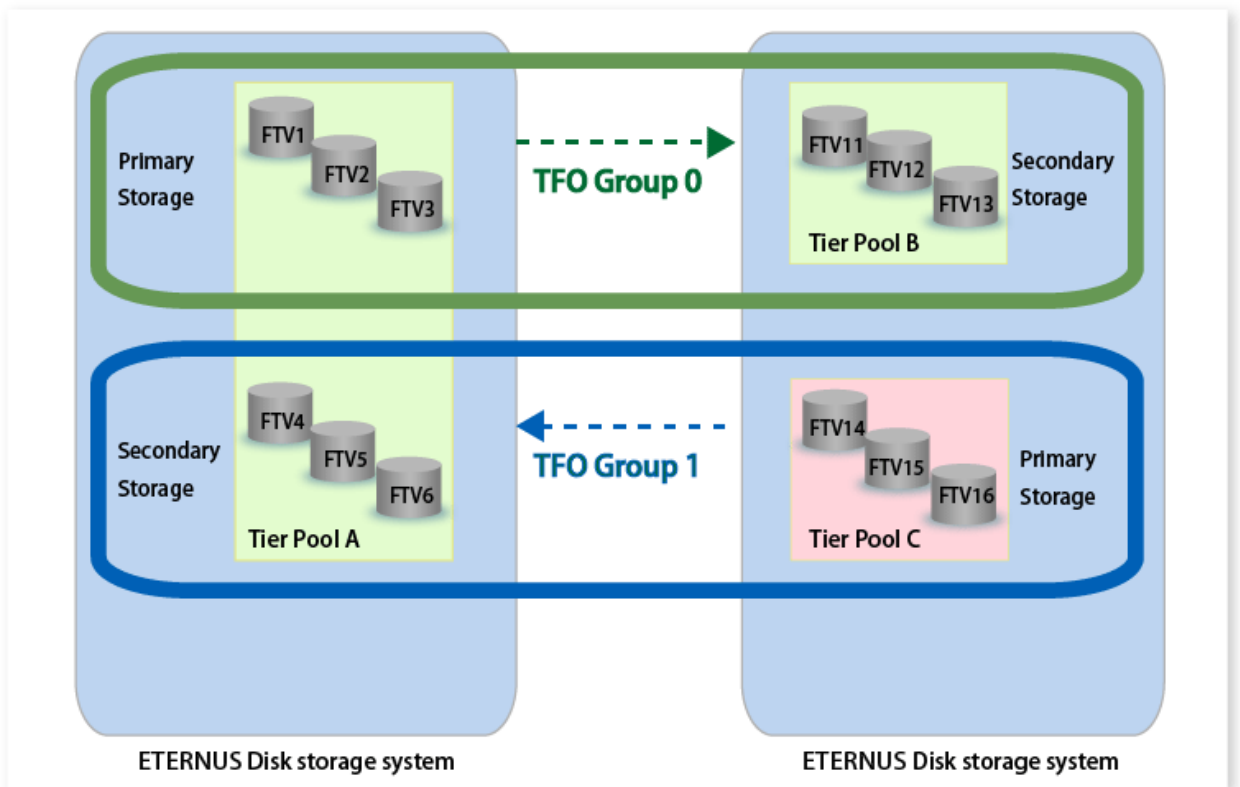 Primary
Storage
FTV1
FTV2
FTV3
TFO Group 0
FTV11
FTV12
FTV13
Tier Pool B
Secondary
Storage
Secondary
Storage
FTV4
FTV5
FTV6
Tier Pool A
TFO Group 1
FTV14
FTV15
FTV16
Tier Pool C
Primary
Storage
ETERNUS Disk storage system
ETERNUS Disk storage system